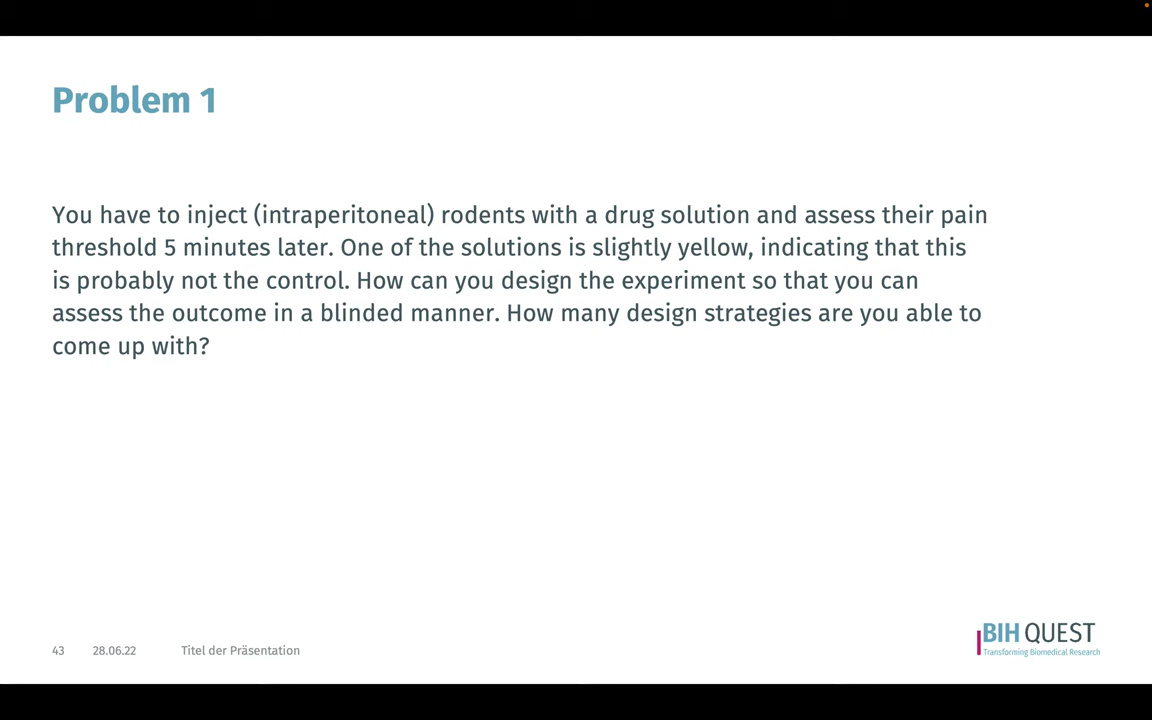 Problem 1
You have to inject (intraperitoneal) rodents with a drug solution and assess their pain
threshold 5 minutes later. One of the solutions is slightly yellow, indicating that this
is probably not the control. How can you design the experiment so that you can
assess the outcome in a blinded manner. How many design strategies are you able to
come up with?
43 28.06.22 Titel der Präsentation
BIH QUEST
Transforming Biomedical Research